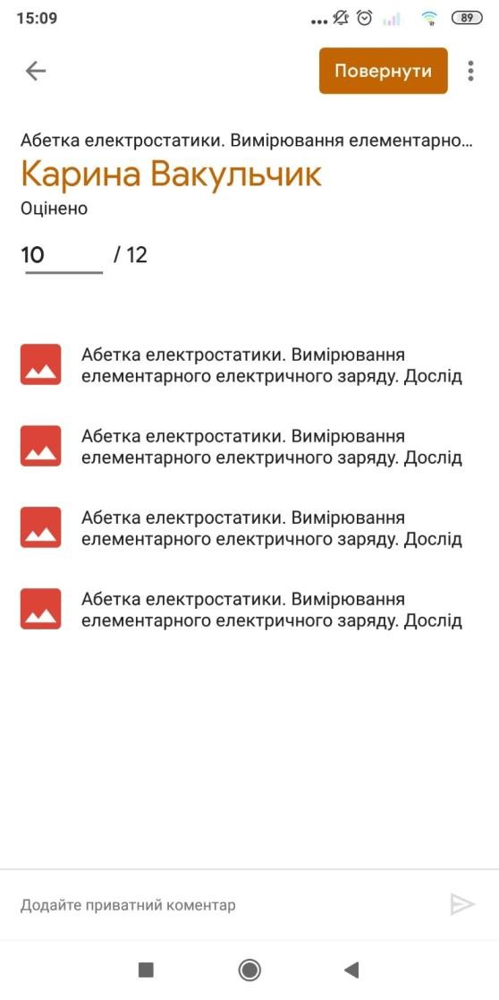 15:09
89
Повернути
Абетка електростатики. Вимірювання елементарно...
Карина Вакульчик
Оцінено
10 / 12
Абетка електростатики. Вимірювання
елементарного електричного заряду. Дослід
Абетка електростатики. Вимірювання
елементарного електричного заряду. Дослід
Абетка електростатики. Вимірювання
елементарного електричного заряду. Дослід
Абетка електростатики. Вимірювання
елементарного електричного заряду. Дослід
Додайте приватний коментар